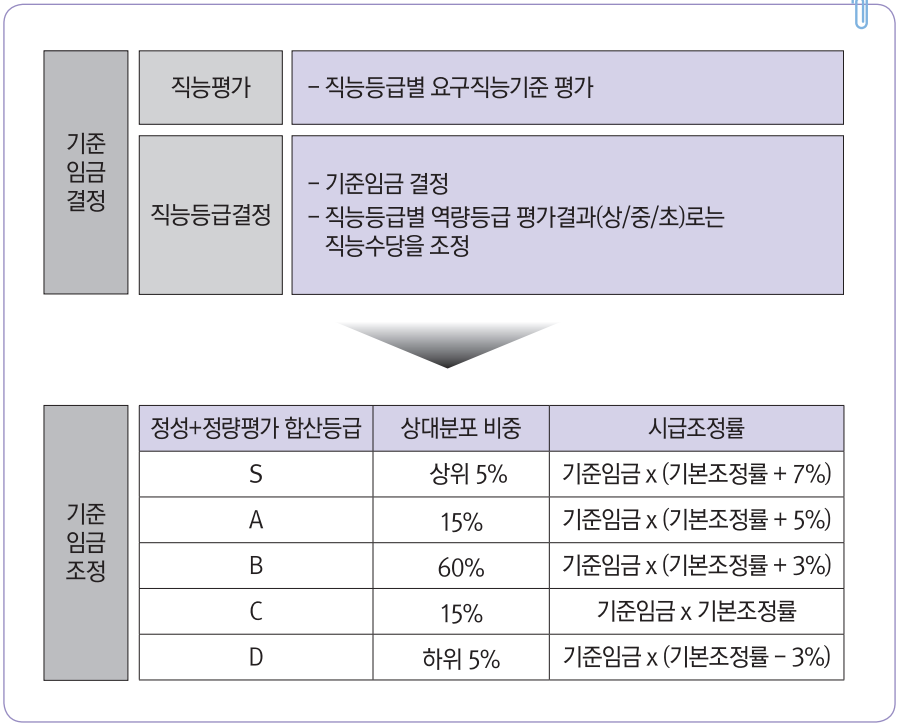 기준
임금
결정
직능평가
– 직능등급별 요구직능기준 평가
직능등급결정
– 기준임금 결정
– 직능등급별 역량등급 평가결과(상/중/초)로는
직능수당을 조정
기준
임금
조정
정성+정량평가 합산등급 상대분포 비중 시급조정률
S 상위 5% 기준임금 x (기본조정률 + 7%)
A 15% 기준임금 x (기본조정률 + 5%)
B 60% 기준임금 x (기본조정률 + 3%)
C 15% 기준임금 x 기본조정률
D 하위 5% 기준임금 x (기본조정률 – 3%)